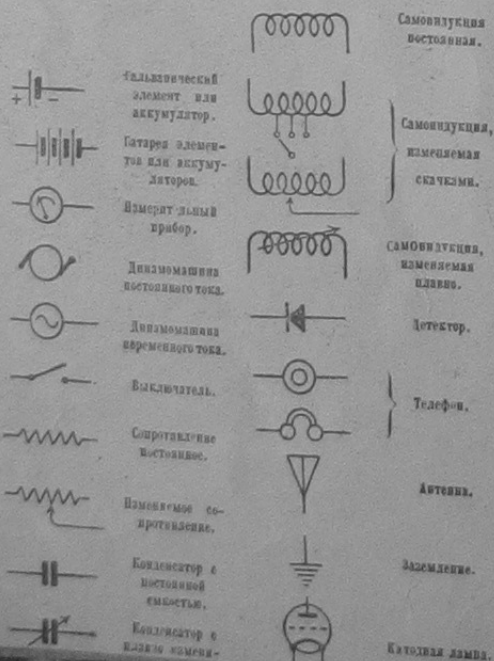 Гальванический
элемент или
аккумулятор.
+ −
Батарея элемен-
тов или аккуму-
ляторов.
Измерительный
прибор.
Динамомашина
постоянного тока.
Динамомашина
переменного тока.
Выключатель.
Сопротивление
постоянное.
Изменяемое со-
противление.
Конденсатор с
постоянной
емкостью.
Конденсатор с
плавно изменя-
Самоиндукция
постоянная.
Самоиндукция,
изменяемая
скачками.
Самоиндукция,
изменяемая
плавно.
Детектор.
Телефон.
Антенна.
Заземление.
Катодная лампа.